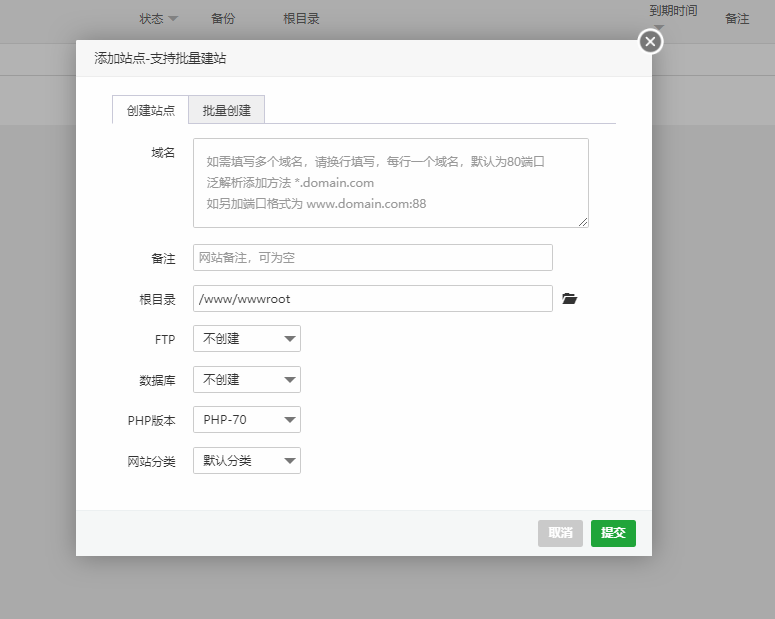 状态 备份 根目录 到期时间 备注
添加站点-支持批量建站
创建站点 批量创建
域名
如需填写多个域名，请换行填写，每行一个域名，默认为80端口
泛解析添加方法 *.domain.com
如另加端口格式为 www.domain.com:88
备注 网站备注，可为空
根目录 /www/wwwroot
FTP 不创建
数据库 不创建
PHP版本 PHP-70
网站分类 默认分类
取消 提交